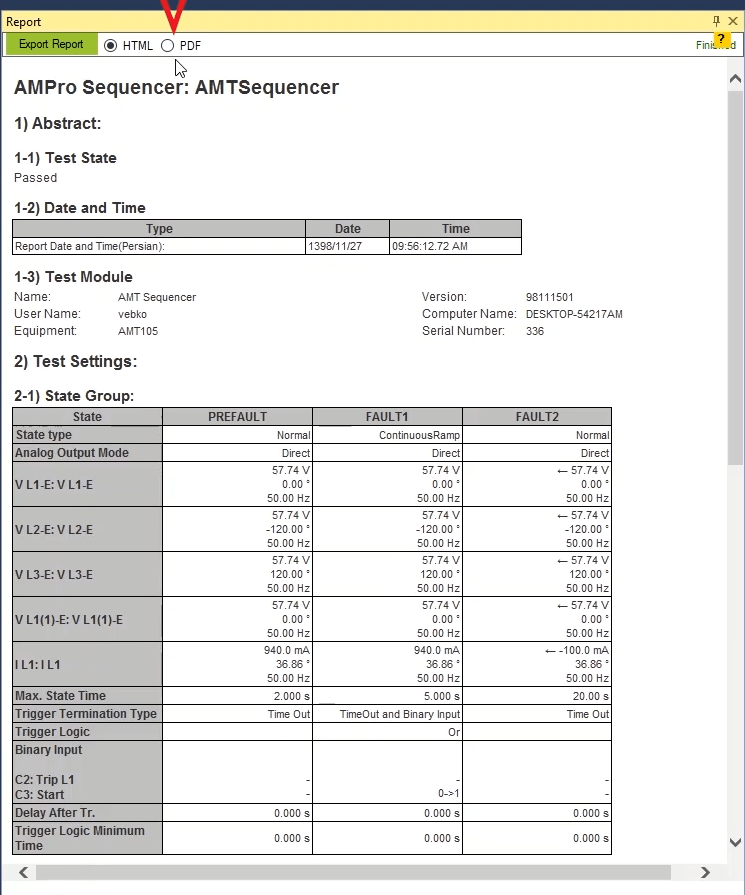 Report
Export Report HTML PDF ?
AMPro Sequencer: AMTSequencer
1) Abstract:
1-1) Test State
Passed
1-2) Date and Time
Type Date Time
Report Date and Time(Persian): 1398/11/27 09:56:12.72 AM
1-3) Test Module
Name: AMT Sequencer Version: 98111501
User Name: vebko Computer Name: DESKTOP-54217AM
Equipment: AMT105 Serial Number: 336
2) Test Settings:
2-1) State Group:
State PREFAULT FAULT1 FAULT2
State type Normal ContinuousRamp Normal
Analog Output Mode Direct Direct Direct
57.74 V 57.74 V ← 57.74 V
V L1-E: V L1-E 0.00 ° 0.00 ° 0.00 °
50.00 Hz 50.00 Hz 50.00 Hz
57.74 V 57.74 V ← 57.74 V
V L2-E: V L2-E -120.00 ° -120.00 ° -120.00 °
50.00 Hz 50.00 Hz 50.00 Hz
57.74 V 57.74 V ← 57.74 V
V L3-E: V L3-E 120.00 ° 120.00 ° 120.00 °
50.00 Hz 50.00 Hz 50.00 Hz
57.74 V 57.74 V ← 57.74 V
V L1(1)-E: V L1(1)-E 0.00 ° 0.00 ° 0.00 °
50.00 Hz 50.00 Hz 50.00 Hz
940.0 mA 940.0 mA ← -100.0 mA
I L1: I L1 36.86 ° 36.86 ° 36.86 °
50.00 Hz 50.00 Hz 50.00 Hz
Max. State Time 2.000 s 5.000 s 20.00 s
Trigger Termination Type Time Out TimeOut and Binary Input Time Out
Trigger Logic Or
Binary Input
C2: Trip L1 - - -
C3: Start - 0->1 -
Delay After Tr. 0.000 s 0.000 s 0.000 s
Trigger Logic Minimum
Time 0.000 s 0.000 s 0.000 s